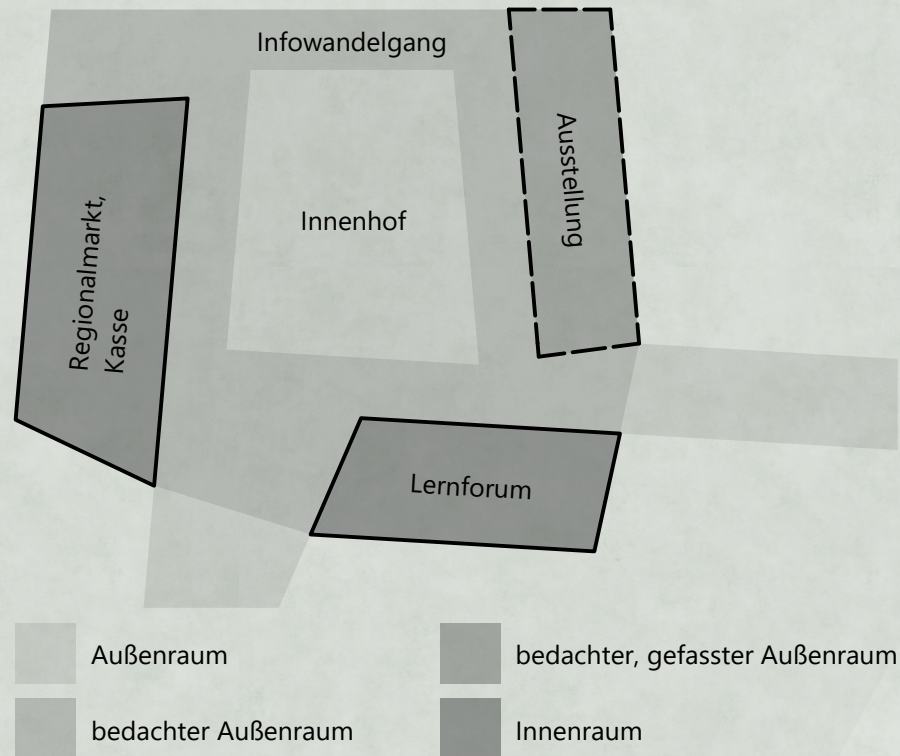 Infowandelgang
Ausstellung
Innenhof
Regionalmarkt,
Kasse
Lernforum
Außenraum
bedachter, gefasster Außenraum
bedachter Außenraum
Innenraum